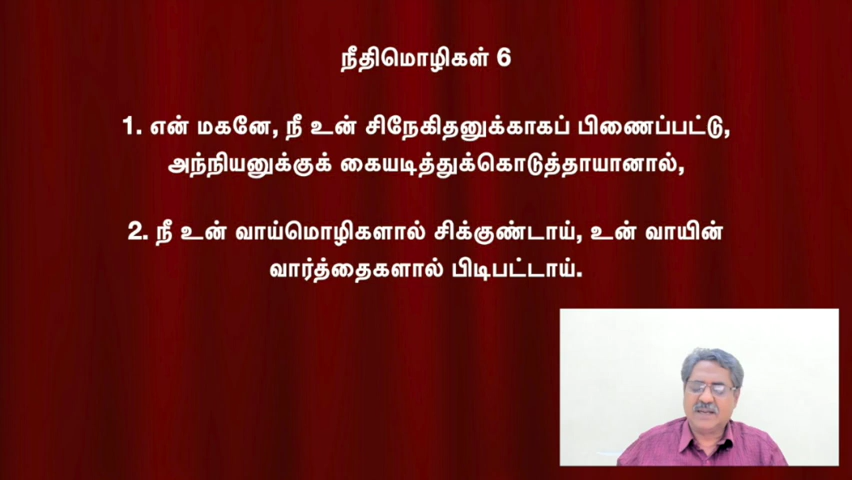 நீதிமொழிகள் 6
1. என் மகனே, நீ உன் சிநேகிதனுக்காகப் பிணைப்பட்டு,
அந்நியனுக்குக் கையடித்துக்கொடுத்தாயானால்,
2. நீ உன் வாய்மொழிகளால் சிக்குண்டாய், உன் வாயின்
வார்த்தைகளால் பிடிபட்டாய்.